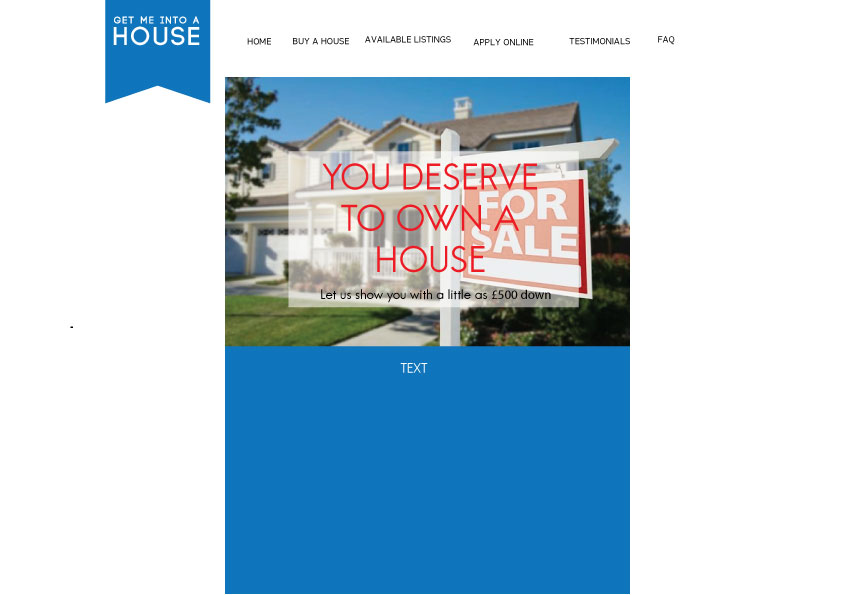 GET ME INTO A
HOUSE
HOME BUY A HOUSE AVAILABLE LISTINGS APPLY ONLINE TESTIMONIALS FAQ
YOU DESERVE
TO OWN A
HOUSE
FOR
SALE
Let us show you with a little as £500 down
TEXT